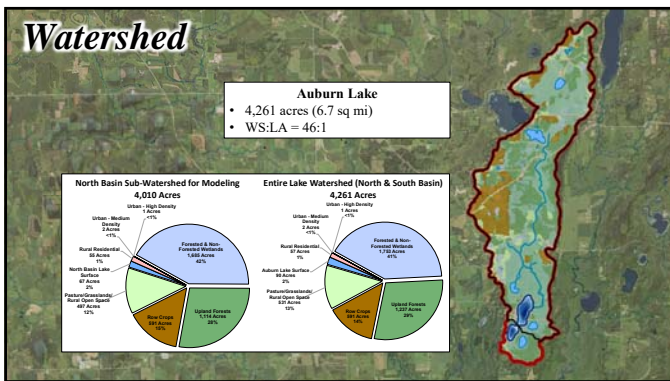 Watershed
Auburn Lake
• 4,261 acres (6.7 sq mi)
• WS:LA = 46:1
North Basin Sub-Watershed for Modeling
4,010 Acres
Urban - High Density
1 Acres
<1%
Urban - Medium
Density
2 Acres
<1%
Rural Residential
55 Acres
1%
North Basin Lake
Surface
67 Acres
2%
Pasture/Grasslands/
Rural Open Space
487 Acres
12%
Row Crops
591 Acres
15%
Upland Forests
1,114 Acres
28%
Forested & Non-
Forested Wetlands
1,695 Acres
42%
Entire Lake Watershed (North & South Basin)
4,261 Acres
Urban - High Density
1 Acres
<1%
Urban - Medium
Density
2 Acres
<1%
Rural Residential
57 Acres
1%
Auburn Lake Surface
90 Acres
2%
Pasture/Grasslands/
Rural Open Space
531 Acres
13%
Row Crops
591 Acres
14%
Upland Forests
1,237 Acres
29%
Forested & Non-
Forested Wetlands
Acres
41%